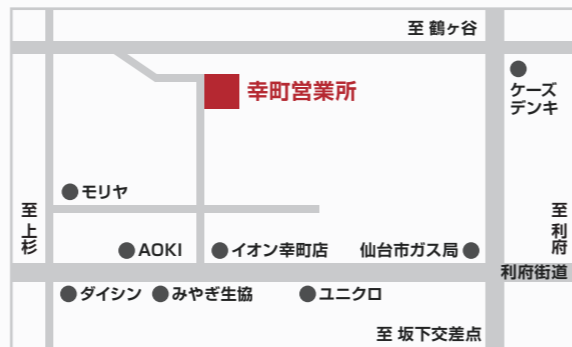 至 鶴ヶ谷
幸町営業所
ケーズ
デンキ
モリヤ
至 上杉
至 利府
AOKI
イオン幸町店
仙台市ガス局
利府街道
ダイシン
みやぎ生協
ユニクロ
至 坂下交差点